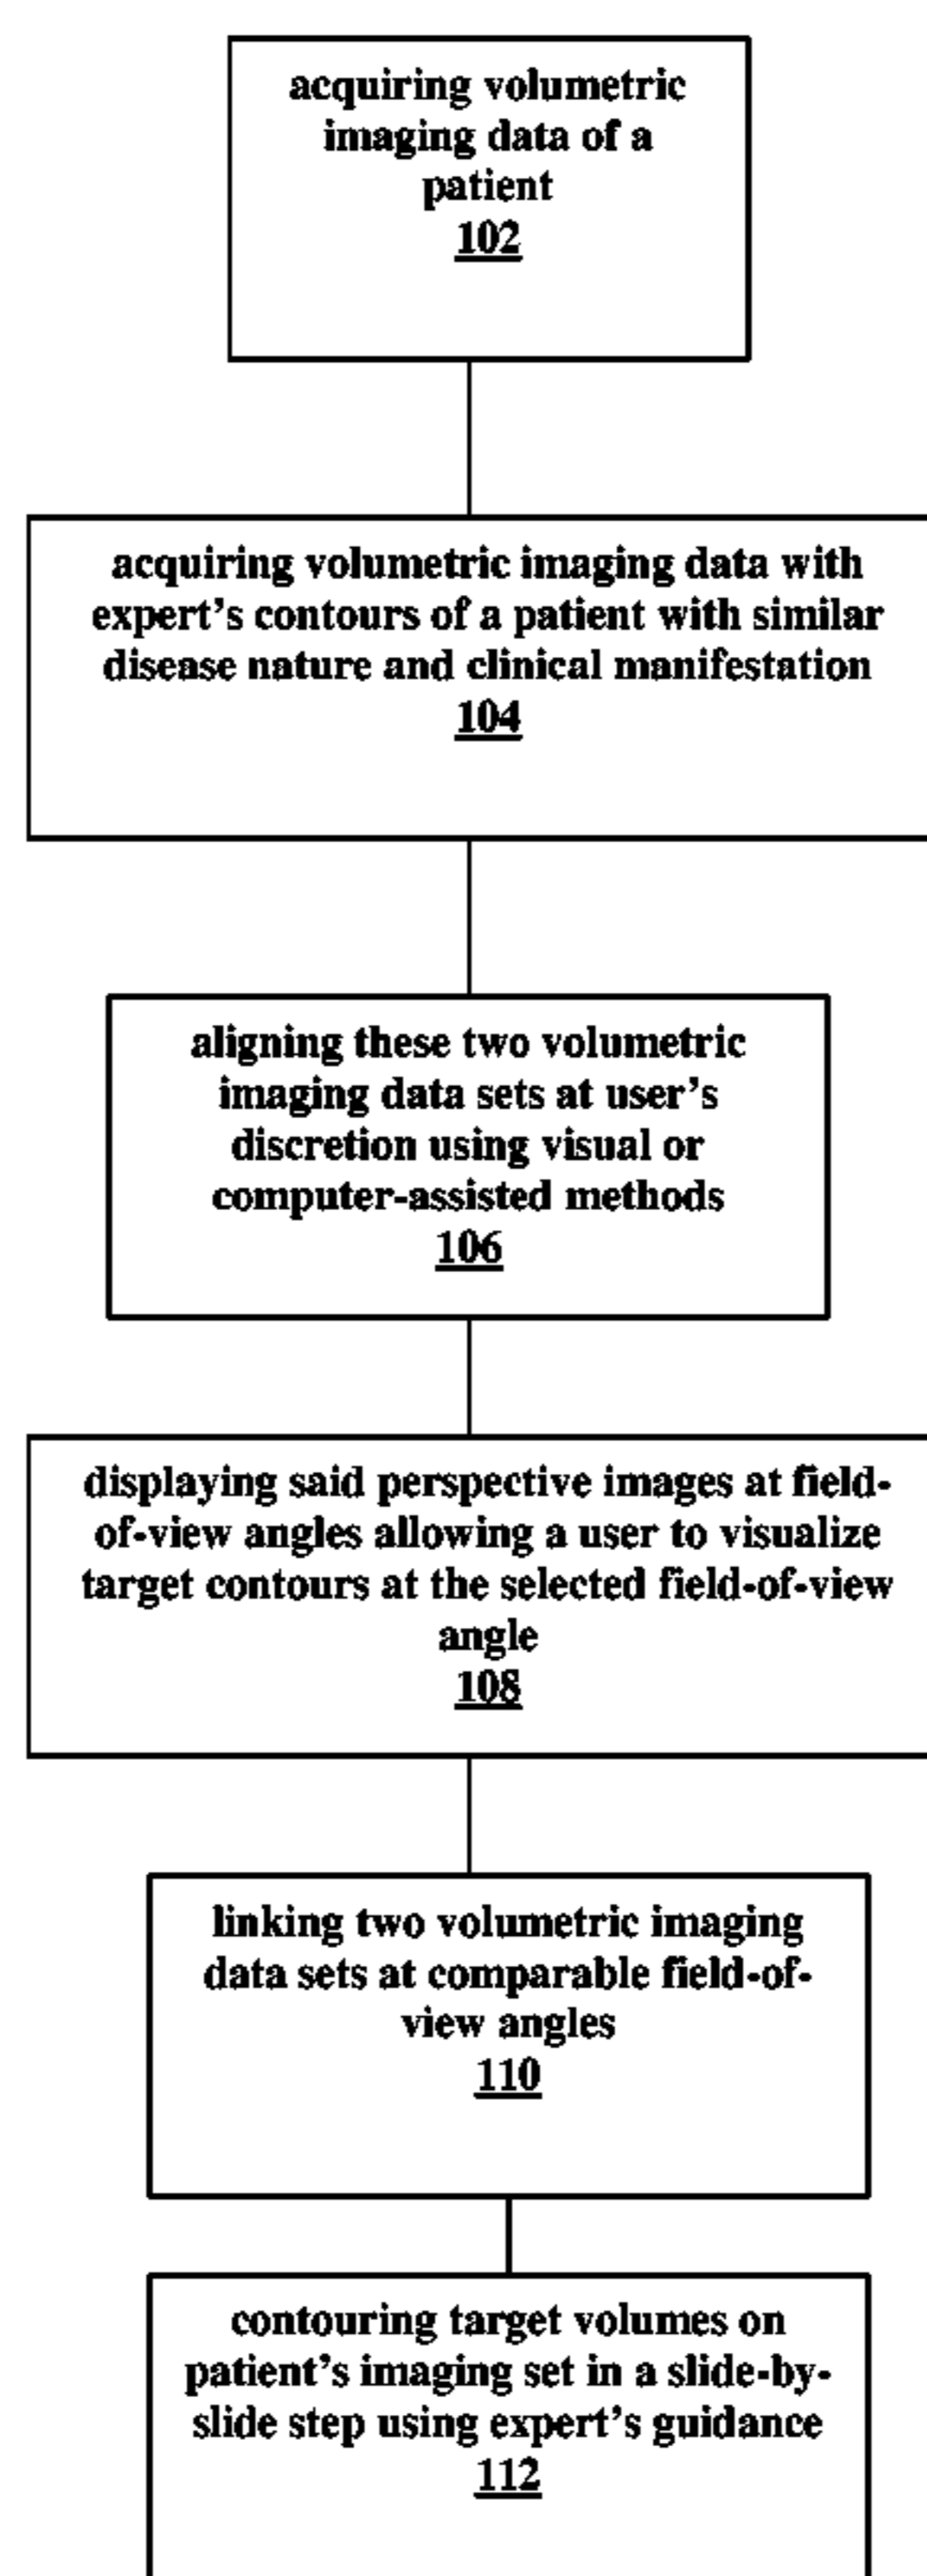 acquiring volumetric
imaging data of a
patient
102
acquiring volumetric imaging data with
expert’s contours of a patient with similar
disease nature and clinical manifestation
104
aligning these two volumetric
imaging data sets at user’s
discretion using visual or
computer-assisted methods
106
displaying said perspective images at field-
of-view angles allowing a user to visualize
target contours at the selected field-of-view
angle
108
linking two volumetric imaging
data sets at comparable field-of-
view angles
110
contouring target volumes on
patient’s imaging set in a slide-by-
slide step using expert’s guidance
112